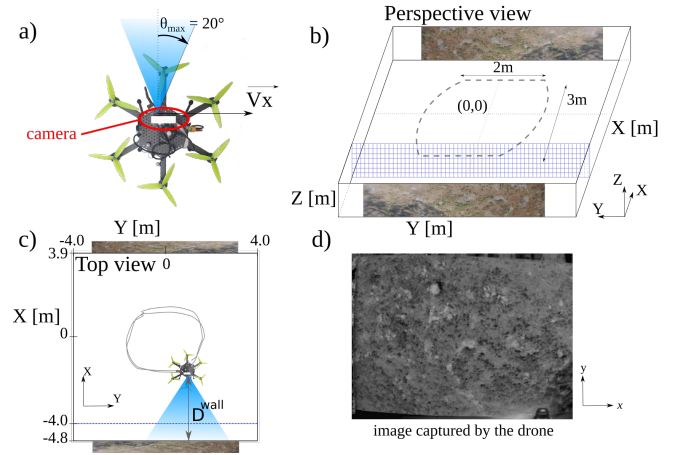 a)
θmax = 20°
Vx
camera
b)
Perspective view
2m
(0,0)
3m
X [m]
Z [m]
Y [m]
Z
X
Y
c)
Y [m]
-4.0
4.0
3.9
Top view
0
X [m]
0
X
Y
D wall
-4.0
-4.8
d)
y
x
image captured by the drone